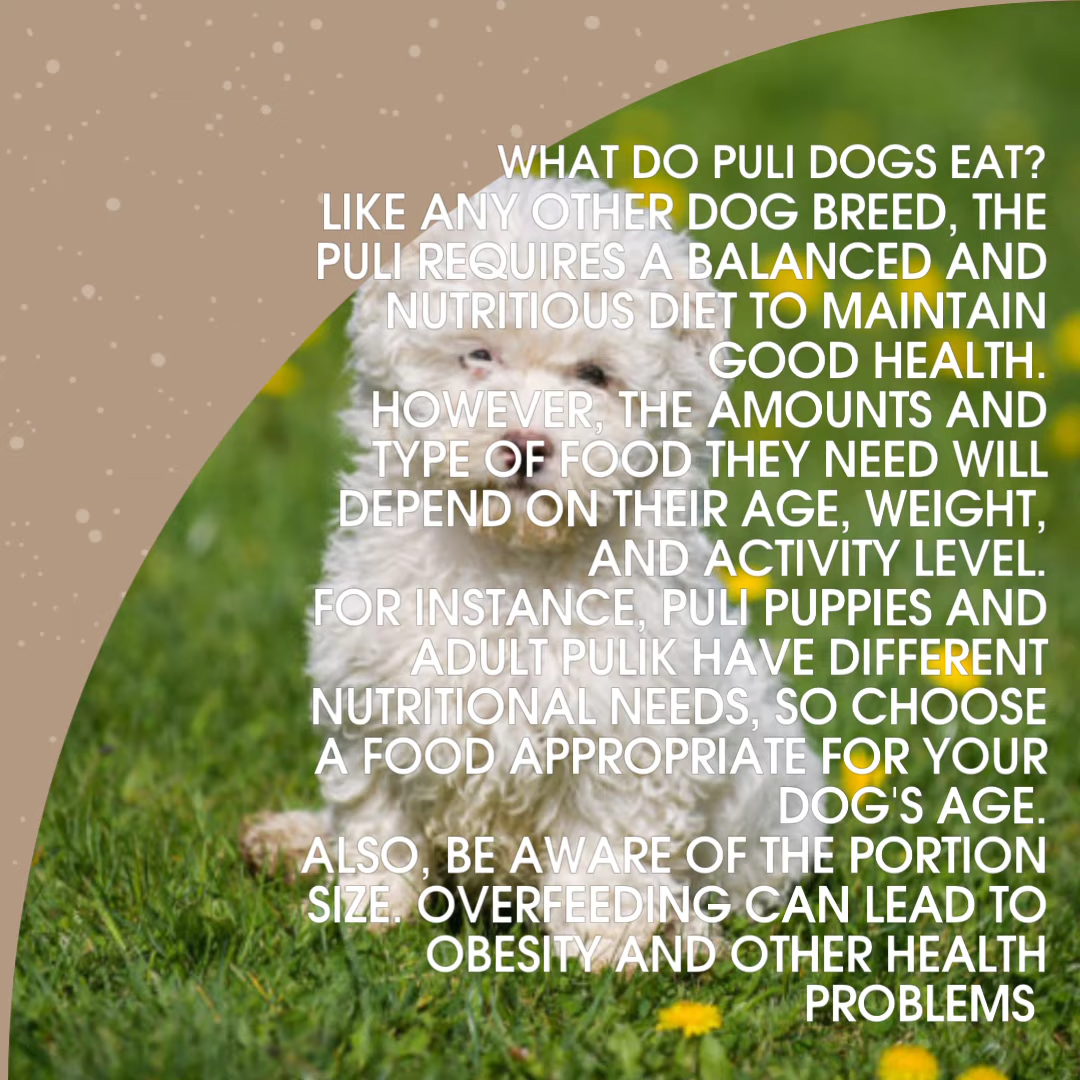 WHAT DO PULI DOGS EAT?
LIKE ANY OTHER DOG BREED, THE
PULI REQUIRES A BALANCED AND
NUTRITIOUS DIET TO MAINTAIN
GOOD HEALTH.
HOWEVER, THE AMOUNTS AND
TYPE OF FOOD THEY NEED WILL
DEPEND ON THEIR AGE, WEIGHT,
AND ACTIVITY LEVEL.
FOR INSTANCE, PULI PUPPIES AND
ADULT PULIK HAVE DIFFERENT
NUTRITIONAL NEEDS, SO CHOOSE
A FOOD APPROPRIATE FOR YOUR
DOG'S AGE.
ALSO, BE AWARE OF THE PORTION
SIZE. OVERFEEDING CAN LEAD TO
OBESITY AND OTHER HEALTH
PROBLEMS